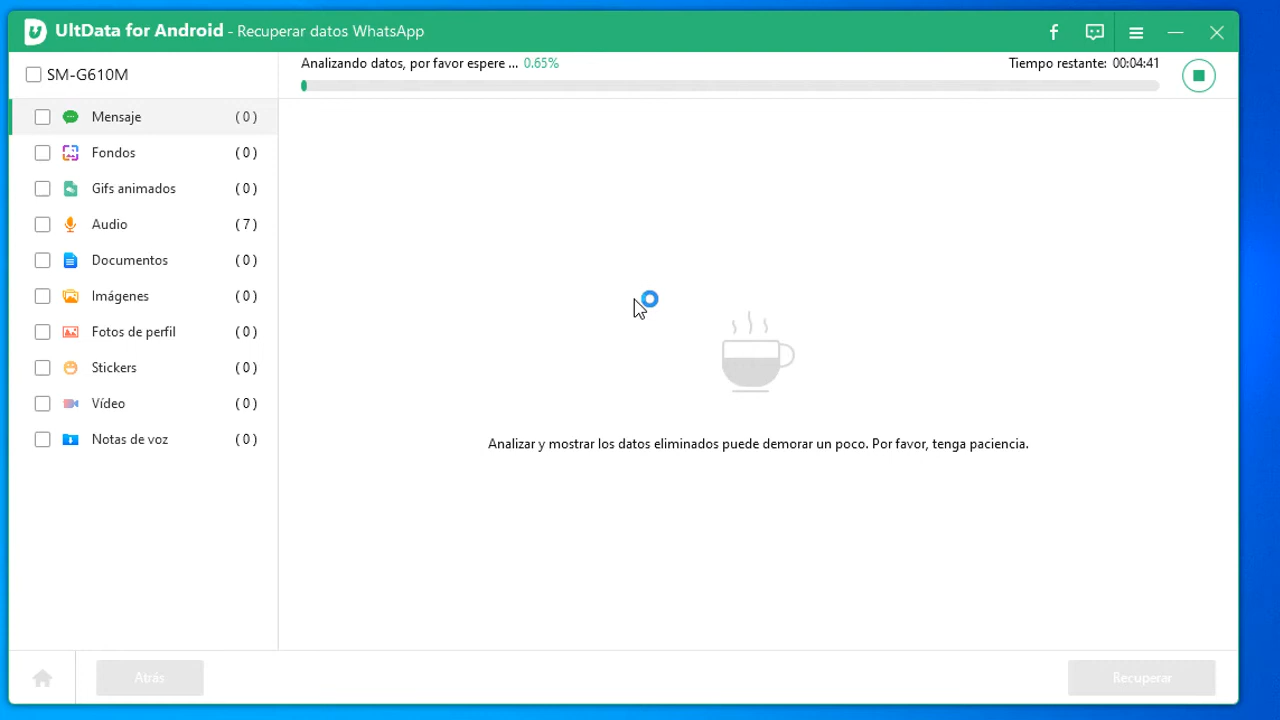 UltData for Android - Recuperar datos WhatsApp
SM-G610M
Analizando datos, por favor espere ... 0.65%
Tiempo restante: 00:04:41
Mensaje (0)
Fondos (0)
Gifs animados (0)
Audio (7)
Documentos (0)
Imágenes (0)
Fotos de perfil (0)
Stickers (0)
Vídeo (0)
Notas de voz (0)
Analizar y mostrar los datos eliminados puede demorar un poco. Por favor, tenga paciencia.
Atrás
Recuperar